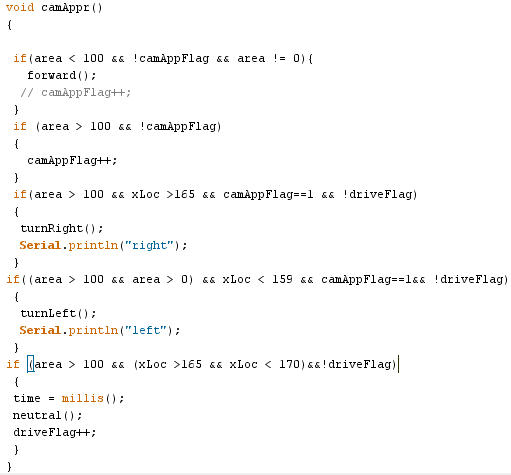 void camAppr()
{
if(area < 100 && !camAppFlag && area != 0){
forward();
// camAppFlag++;
}
if (area > 100 && !camAppFlag)
{
camAppFlag++;
}
if(area > 100 && xLoc >165 && camAppFlag==1 && !driveFlag)
{
turnRight();
Serial.println("right");
}
if((area > 100 && area > 0) && xLoc < 159 && camAppFlag==1&& !driveFlag)
{
turnLeft();
Serial.println("left");
}
if (area > 100 && (xLoc >165 && xLoc < 170)&&!driveFlag)
{
time = millis();
neutral();
driveFlag++;
}
}